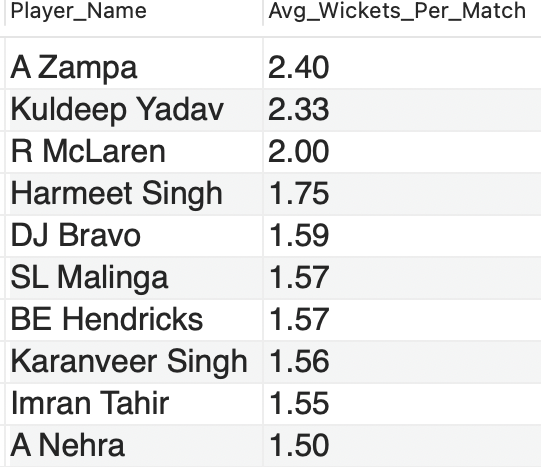 Player_Name Avg_Wickets_Per_Match
A Zampa 2.40
Kuldeep Yadav 2.33
R McLaren 2.00
Harmeet Singh 1.75
DJ Bravo 1.59
SL Malinga 1.57
BE Hendricks 1.57
Karanveer Singh 1.56
Imran Tahir 1.55
A Nehra 1.50